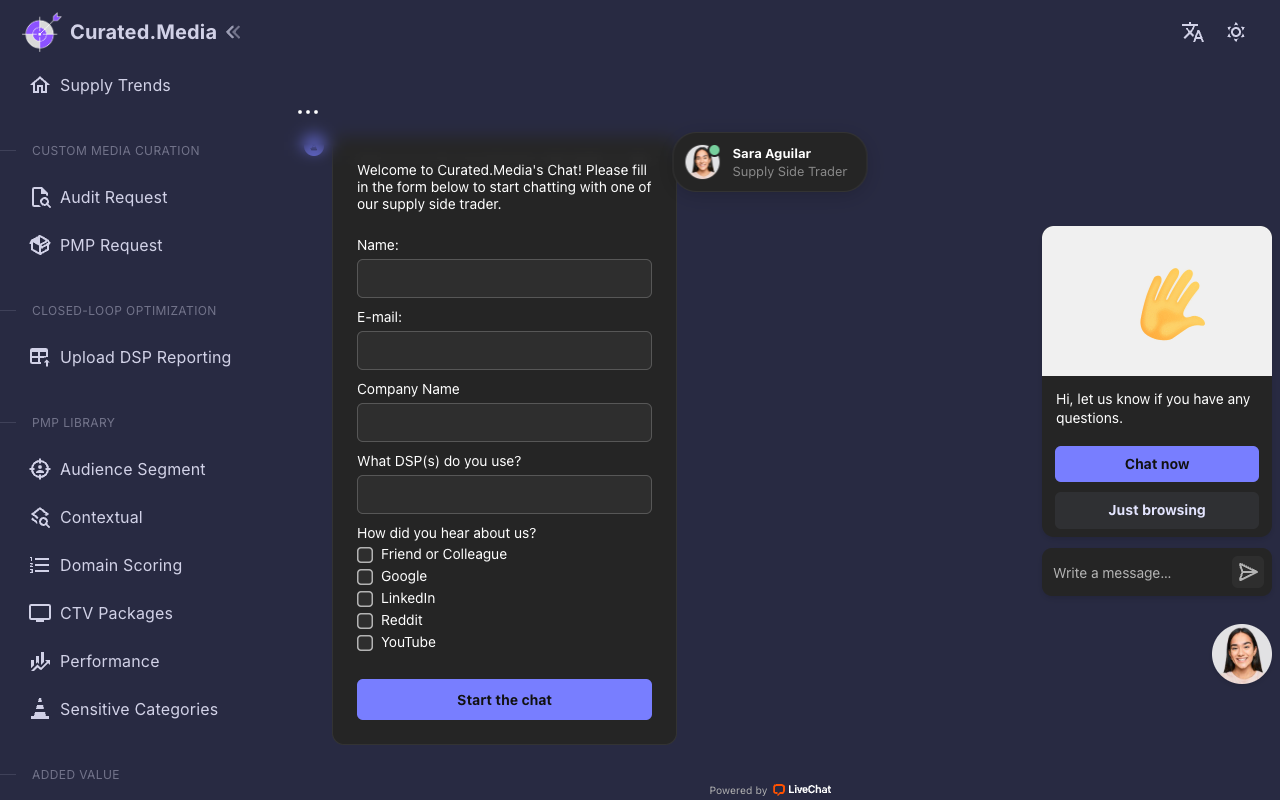 Curated.Media
Supply Trends
CUSTOM MEDIA CURATION
Audit Request
PMP Request
CLOSED-LOOP OPTIMIZATION
Upload DSP Reporting
PMP LIBRARY
Audience Segment
Contextual
Domain Scoring
CTV Packages
Performance
Sensitive Categories
ADDED VALUE
Welcome to Curated.Media's Chat! Please fill
in the form below to start chatting with one of
our supply side trader.
Name:
E-mail:
Company Name
What DSP(s) do you use?
How did you hear about us?
Friend or Colleague
Google
LinkedIn
Reddit
YouTube
Start the chat
Sara Aguilar
Supply Side Trader
Powered by LiveChat
Hi, let us know if you have any
questions.
Chat now
Just browsing
Write a message...